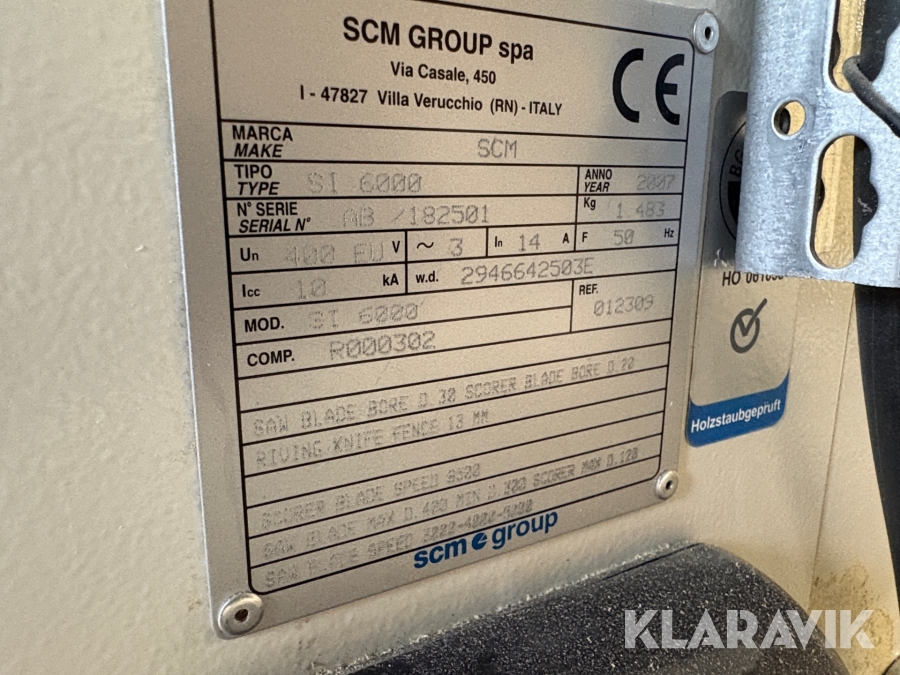 SCM GROUP spa
Via Casale, 450
I - 47827 Villa Verucchio (RN) - ITALY
CE
MARCA
MAKE SCM
TIPO
TYPE SI 6000 ANNO
YEAR 2007
N° SERIE
SERIAL N° AB /182501 Kg 1.483
Un 400 EU V ~ 3 In 14 A F 50 Hz
Icc 10 kA w.d. 2946642503E
MOD. SI 6000 REF. 012309
COMP. R000302
SAW BLADE BORE D.30 SCORER BLADE BORE D.20
RIVING KNIFE FENCE 13 MM
SCORER BLADE SPEED 9300
SAW BLADE MAX D.400 MIN D.300 SCORER MAX D.120
SAW BLADE SPEED 3000-4000-5000
scm group
BG
Holzstaubgeprüft
KLARAVIK